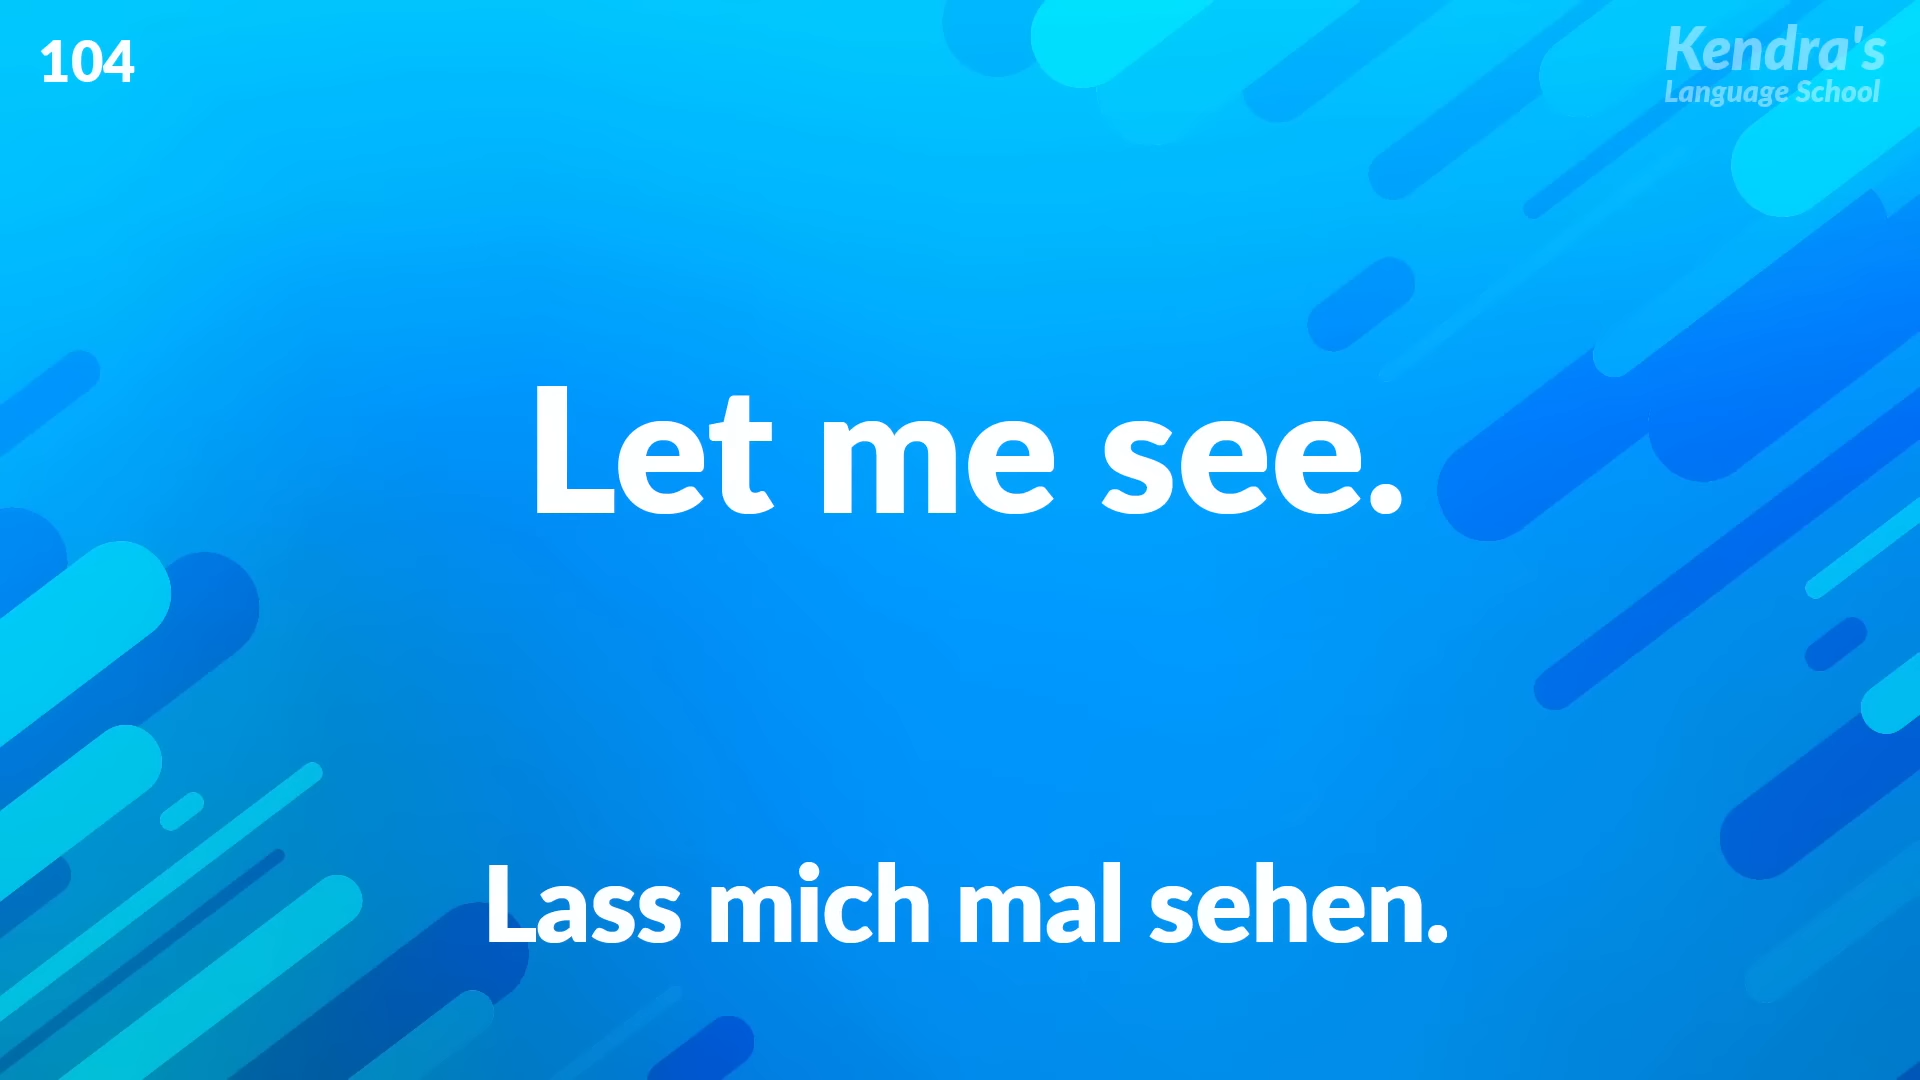 104
Kendra's
Language School
Let me see.
Lass mich mal sehen.